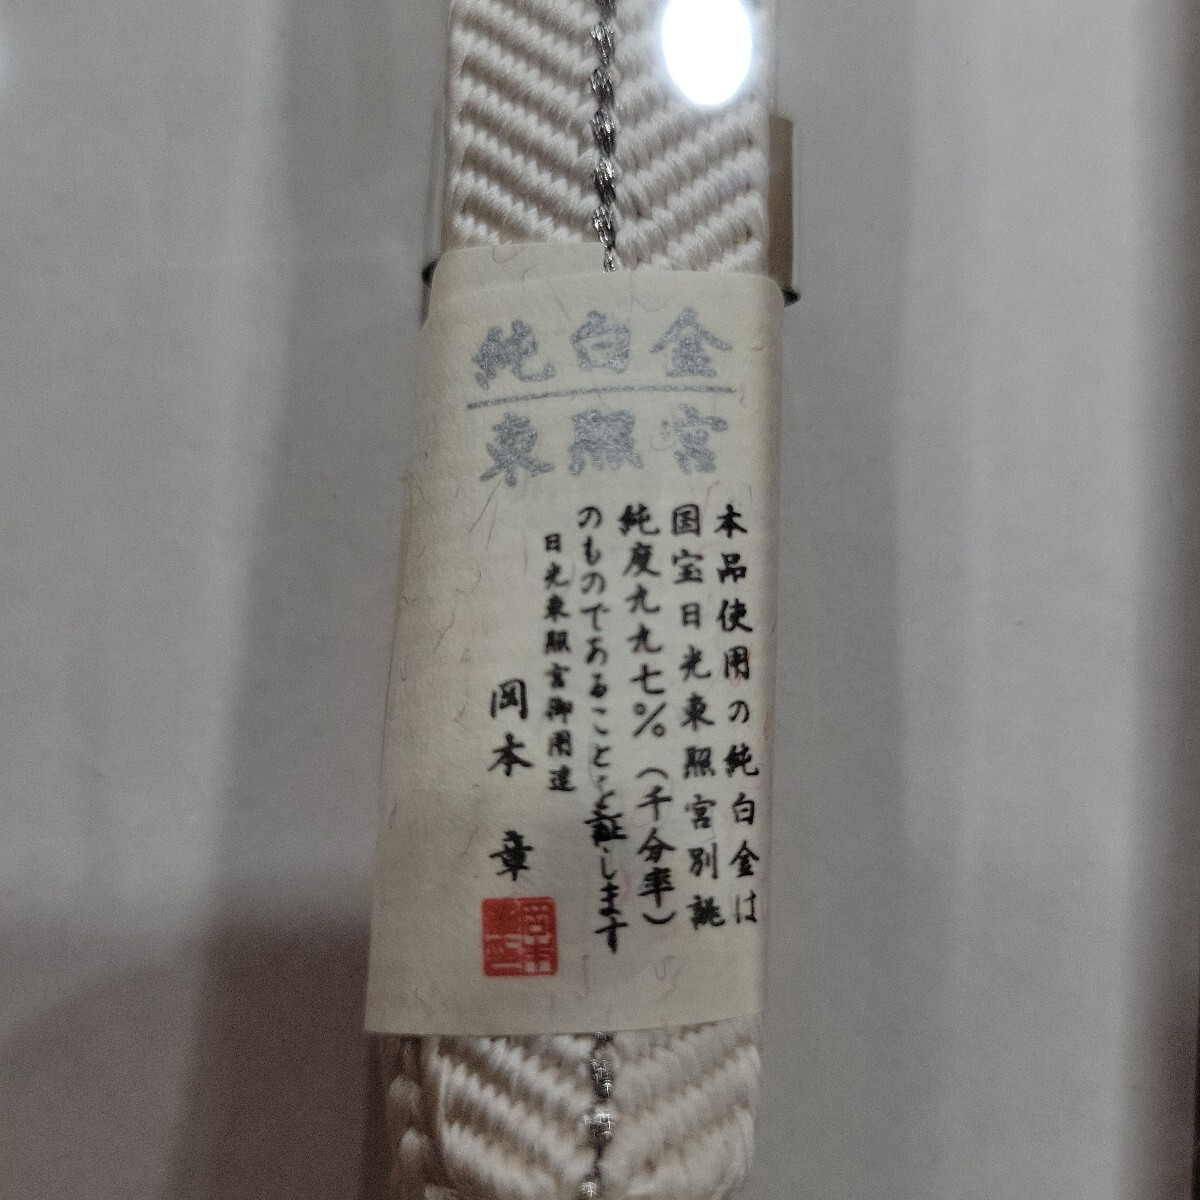 純白金
東照宮
本品使用の純白金は
国宝日光東照宮別誂
純度九九七%（千分率）
のものであることを証します
日光東照宮御用達
岡本 章